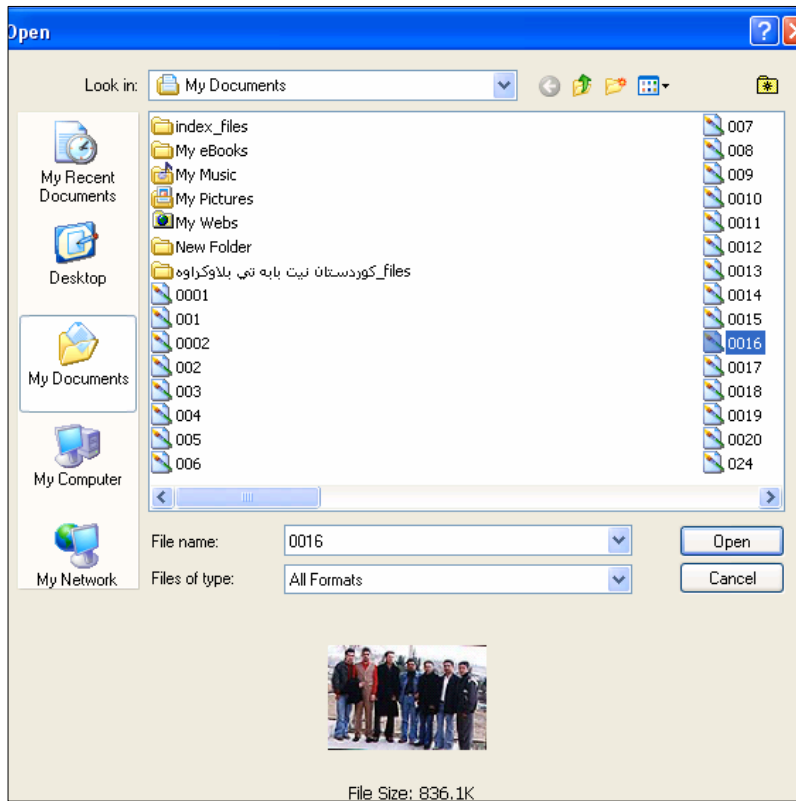 Open
Look in: My Documents
My Recent Documents
Desktop
My Documents
My Computer
My Network
index_files
My eBooks
My Music
My Pictures
My Webs
New Folder
كوردستان نيت بابه تي بلاوكراوه_files
0001
001
0002
002
003
004
005
006
007
008
009
0010
0011
0012
0013
0014
0015
0016
0017
0018
0019
0020
024
File name: 0016 Open
Files of type: All Formats Cancel
File Size: 836.1K